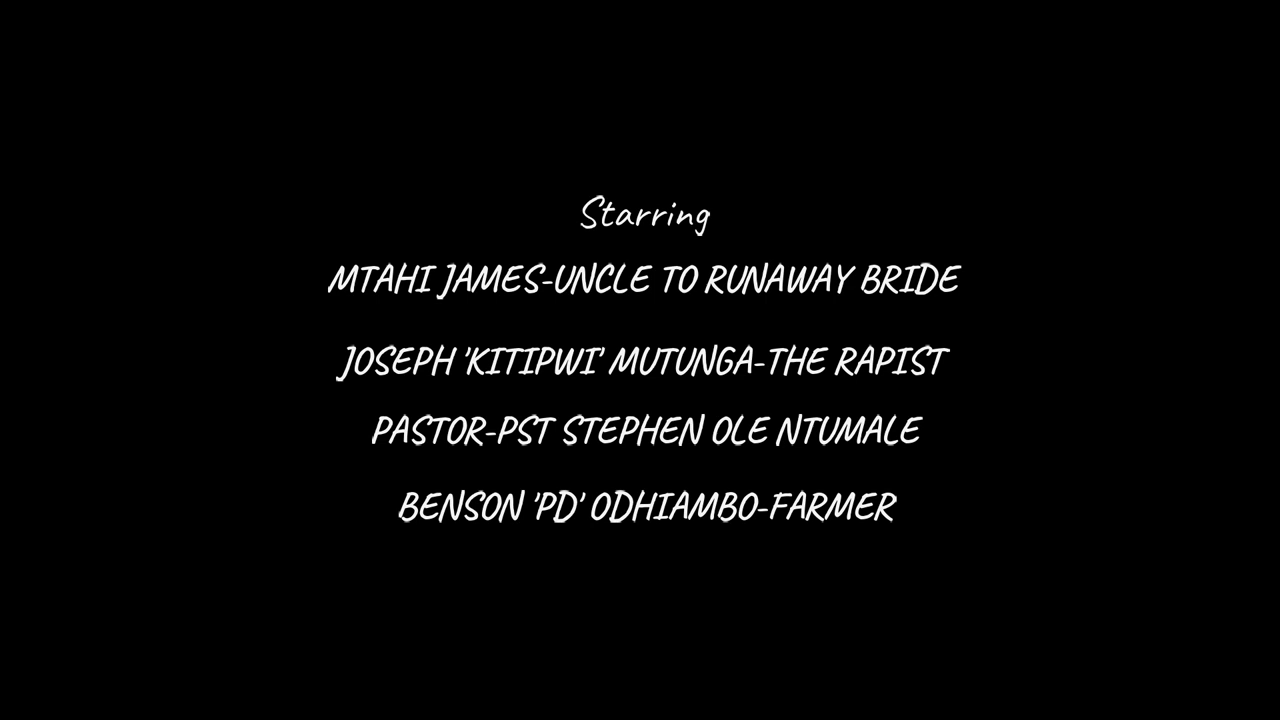 Starring
MTAHI JAMES-UNCLE TO RUNAWAY BRIDE
JOSEPH 'KITIPWI' MUTUNGA-THE RAPIST
PASTOR-PST STEPHEN OLE NTUMALE
BENSON 'PD' ODHIAMBO-FARMER